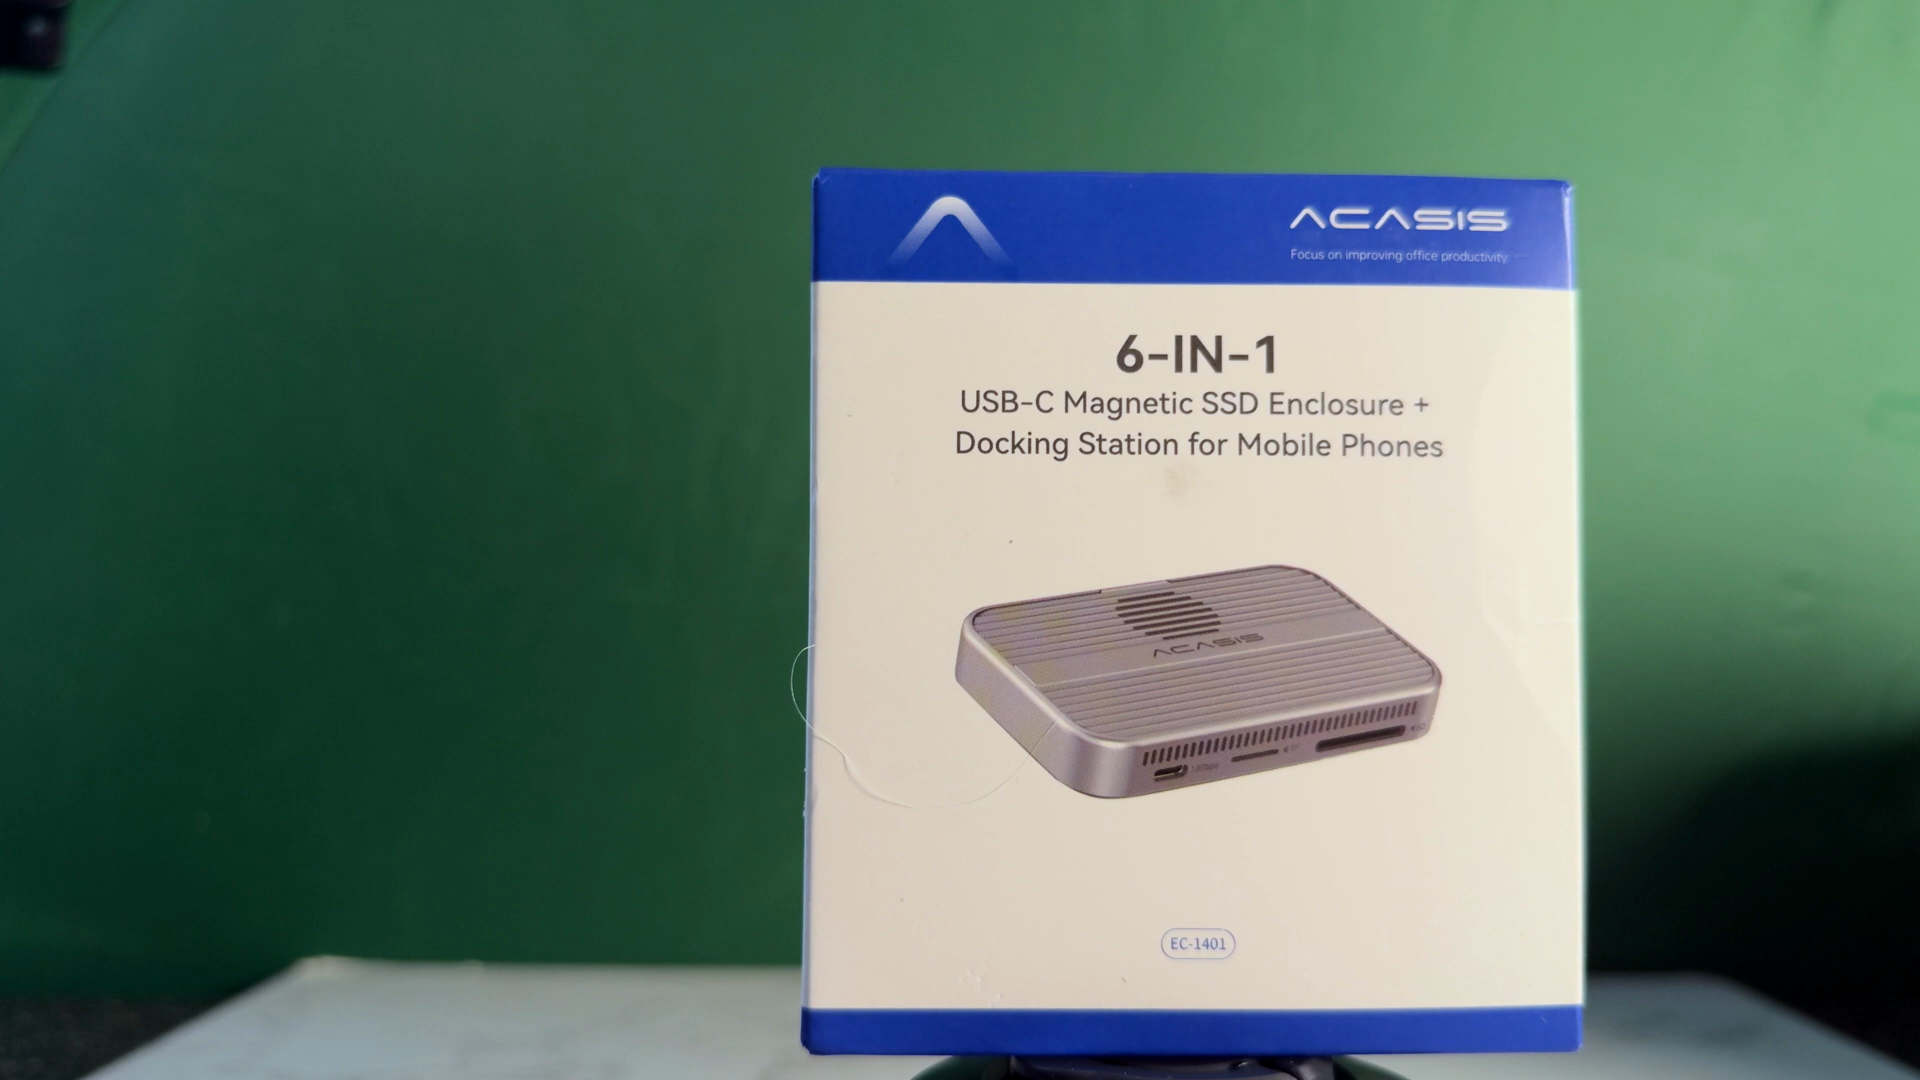 ACASIS
Focus on improving office productivity
6-IN-1
USB-C Magnetic SSD Enclosure +
Docking Station for Mobile Phones
ACASIS
10Gbps
EC-1401